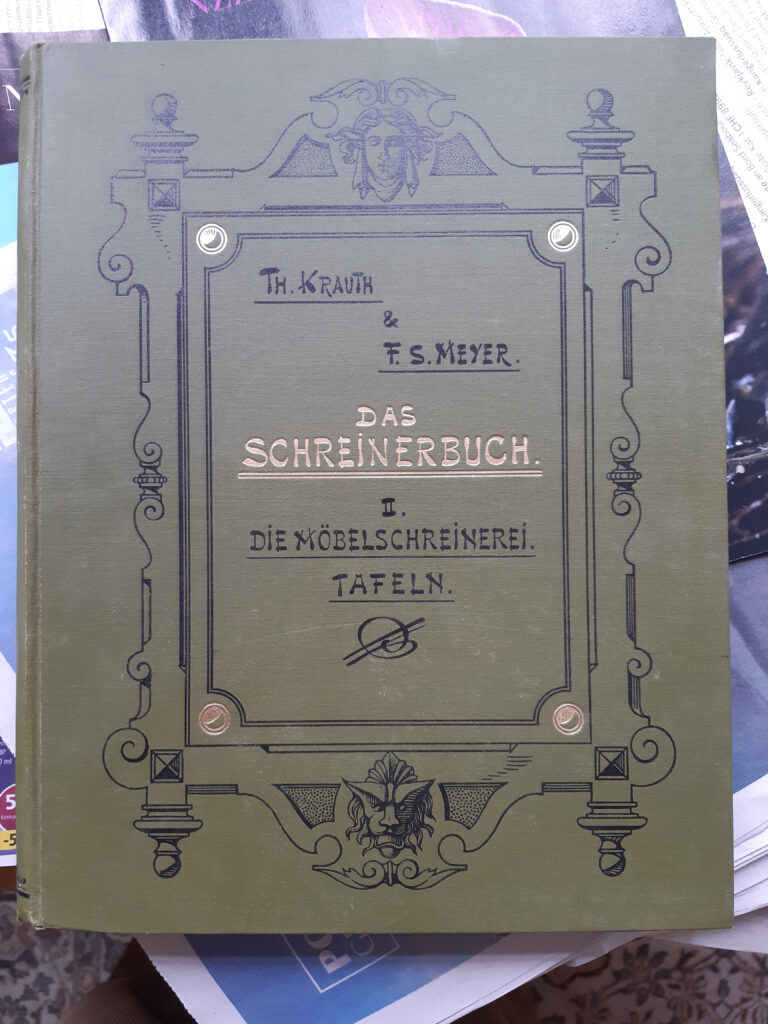 TH. KRAUTH
&
F. S. MEYER.
DAS
SCHREINERBUCH.
II.
DIE MÖBELSCHREINEREI.
TAFELN.